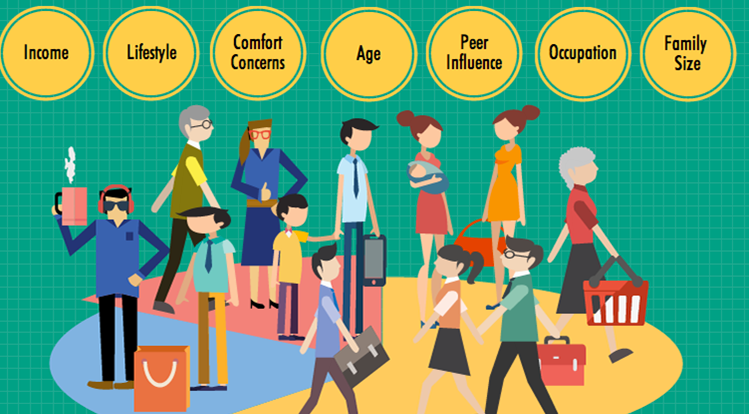 Income
Lifestyle
Comfort
Concerns
Age
Peer
Influence
Occupation
Family
Size